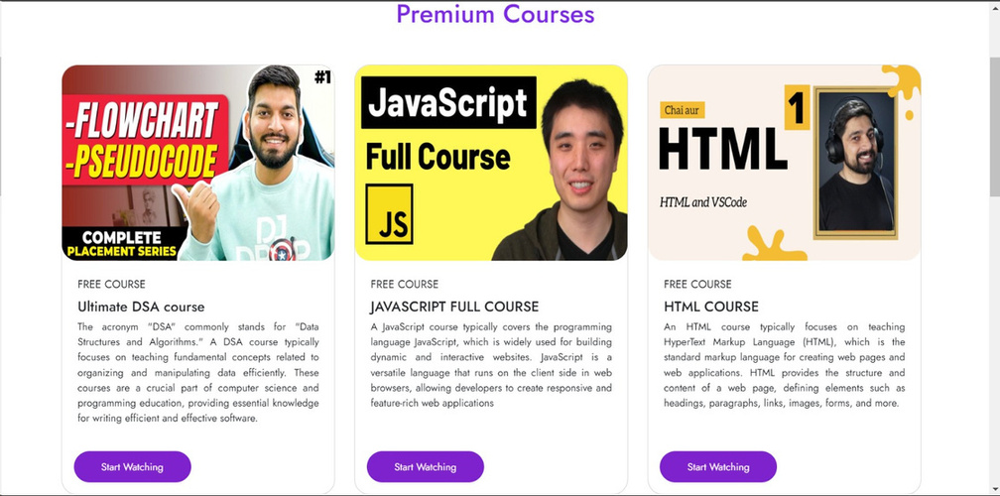 Premium Courses
#1
-FLOWCHART
-PSEUDOCODE
COMPLETE
PLACEMENT SERIES
DJ
DROP
JavaScript
Full Course
JS
Chai aur
1
HTML
HTML and VSCode
FREE COURSE
Ultimate DSA course
The acronym "DSA" commonly stands for "Data
Structures and Algorithms." A DSA course typically
focuses on teaching fundamental concepts related to
organizing and manipulating data efficiently. These
courses are a crucial part of computer science and
programming education, providing essential knowledge
for writing efficient and effective software.
Start Watching
FREE COURSE
JAVASCRIPT FULL COURSE
A JavaScript course typically covers the programming
language JavaScript, which is widely used for building
dynamic and interactive websites. JavaScript is a
versatile language that runs on the client side in web
browsers, allowing developers to create responsive and
feature-rich web applications
Start Watching
FREE COURSE
HTML COURSE
An HTML course typically focuses on teaching
HyperText Markup Language (HTML), which is the
standard markup language for creating web pages and
web applications. HTML provides the structure and
content of a web page, defining elements such as
headings, paragraphs, links, images, forms, and more.
Start Watching